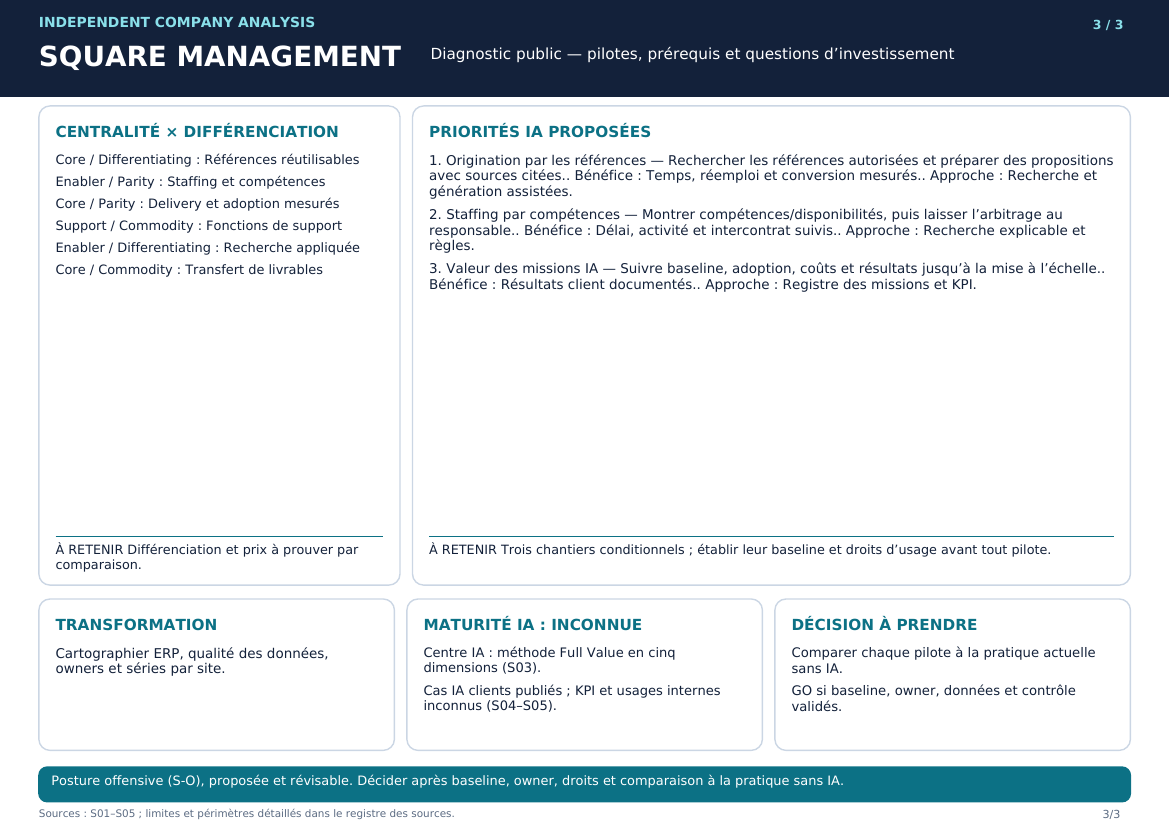 INDEPENDENT COMPANY ANALYSIS
3 / 3
SQUARE MANAGEMENT
Diagnostic public — pilotes, prérequis et questions d’investissement
CENTRALITÉ × DIFFÉRENCIATION
Core / Differentiating : Références réutilisables
Enabler / Parity : Staffing et compétences
Core / Parity : Delivery et adoption mesurés
Support / Commodity : Fonctions de support
Enabler / Differentiating : Recherche appliquée
Core / Commodity : Transfert de livrables
À RETENIR Différenciation et prix à prouver par
comparaison.
PRIORITÉS IA PROPOSÉES
1. Origination par les références — Rechercher les références autorisées et préparer des propositions
avec sources citées.. Bénéfice : Temps, réemploi et conversion mesurés.. Approche : Recherche et
génération assistées.
2. Staffing par compétences — Montrer compétences/disponibilités, puis laisser l’arbitrage au
responsable.. Bénéfice : Délai, activité et intercontrat suivis.. Approche : Recherche explicable et
règles.
3. Valeur des missions IA — Suivre baseline, adoption, coûts et résultats jusqu’à la mise à l’échelle..
Bénéfice : Résultats client documentés.. Approche : Registre des missions et KPI.
À RETENIR Trois chantiers conditionnels ; établir leur baseline et droits d’usage avant tout pilote.
TRANSFORMATION
Cartographier ERP, qualité des données,
owners et séries par site.
MATURITÉ IA : INCONNUE
Centre IA : méthode Full Value en cinq
dimensions (S03).
Cas IA clients publiés ; KPI et usages internes
inconnus (S04–S05).
DÉCISION À PRENDRE
Comparer chaque pilote à la pratique actuelle
sans IA.
GO si baseline, owner, données et contrôle
validés.
Posture offensive (S-O), proposée et révisable. Décider après baseline, owner, droits et comparaison à la pratique sans IA.
Sources : S01–S05 ; limites et périmètres détaillés dans le registre des sources.
3/3